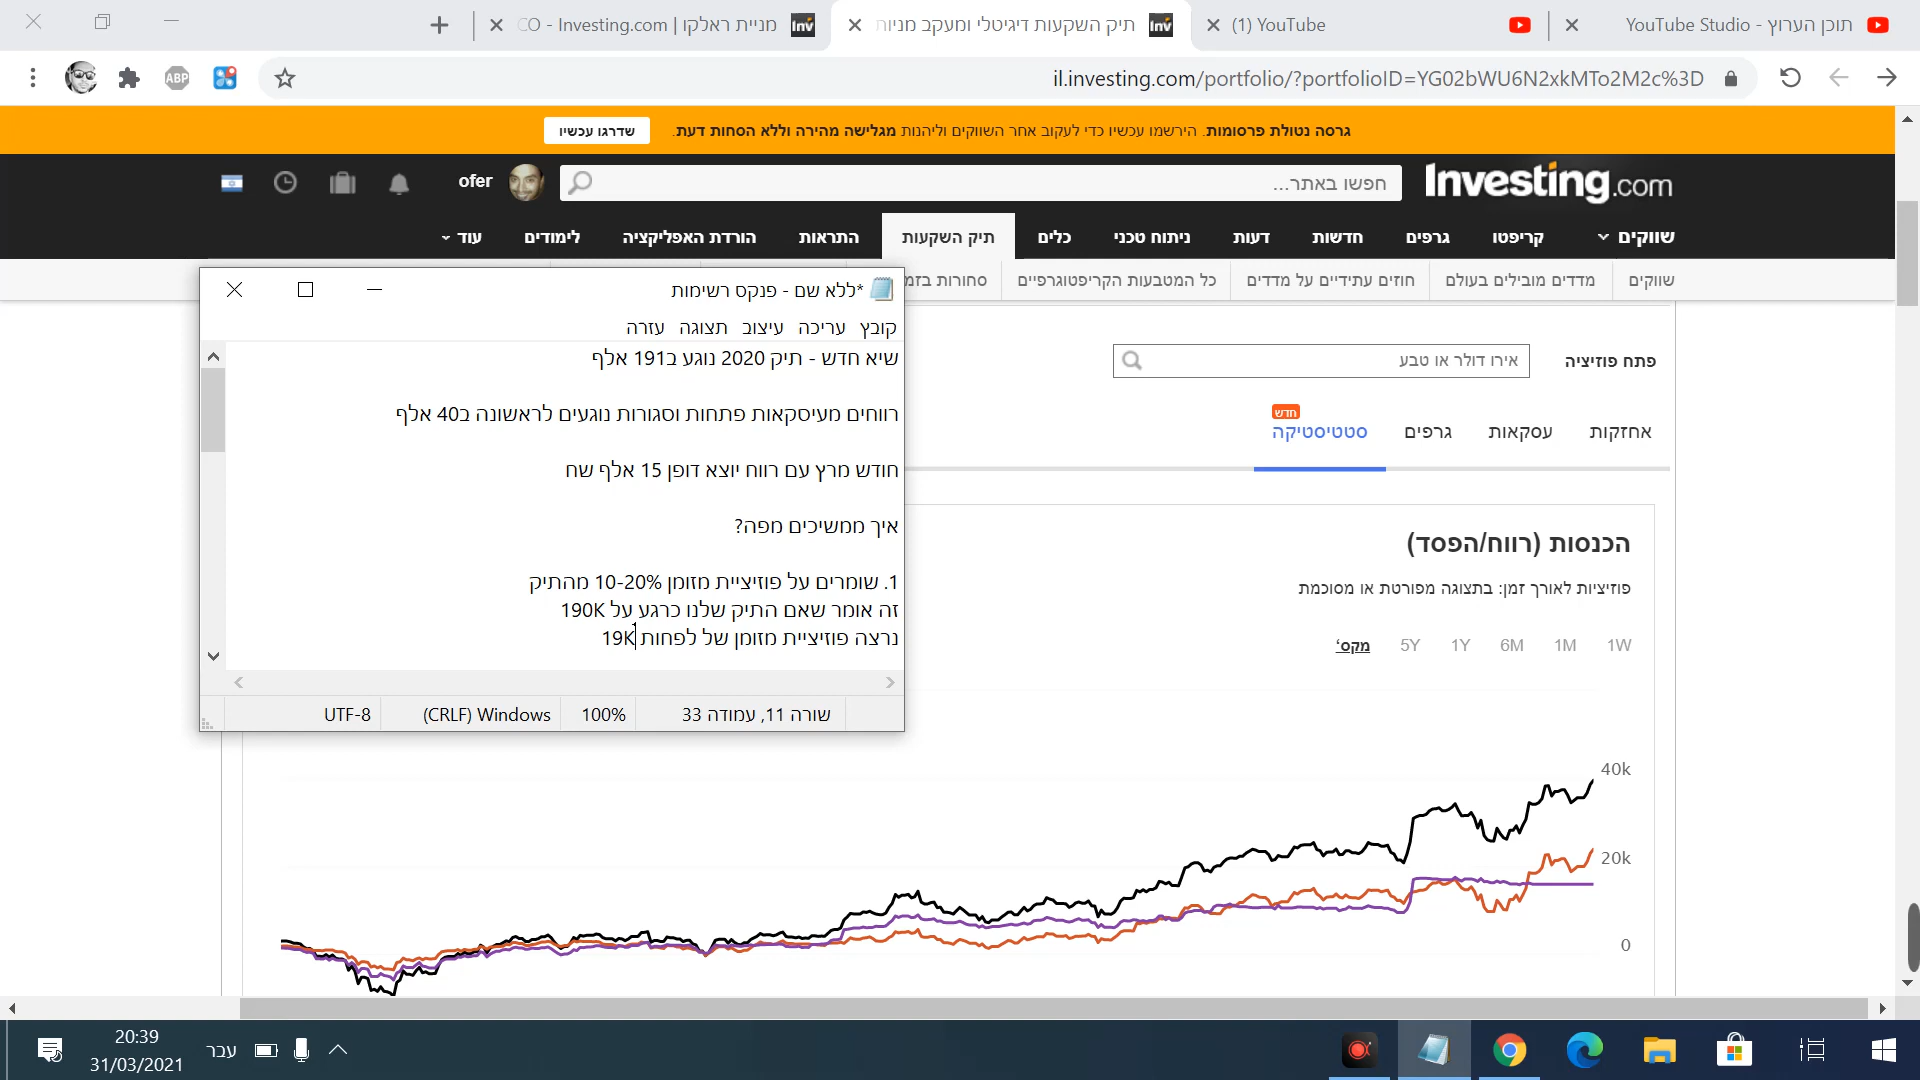 תוכן הערוץ - YouTube Studio
(1) YouTube
תיק השקעות דיגיטלי ומעקב מניות
מניית ראלקו | CO - Investing.com
il.investing.com/portfolio/?portfolioID=YG02bWU6N2xkMTo2M2c%3D
ABP
גרסה נטולת פרסומות. הירשמו עכשיו כדי לעקוב אחר השווקים וליהנות מגלישה מהירה וללא הסחות דעת.
שדרגו עכשיו
Investing.com
חפשו באתר...
ofer
שווקים
קריפטו
גרפים
חדשות
דעות
ניתוח טכני
כלים
תיק השקעות
התראות
הורדת האפליקציה
לימודים
עוד
שווקים
מדדים מובילים בעולם
חוזים עתידיים על מדדים
כל המטבעות הקריפטוגרפיים
סחורות בזמ
*ללא שם - פנקס רשימות
קובץ עריכה עיצוב תצוגה עזרה
שיא חדש - תיק 2020 נוגע ב191 אלף
רווחים מעיסקאות פתחות וסגורות נוגעים לראשונה ב40 אלף
חודש מרץ עם רווח יוצא דופן 15 אלף שח
איך ממשיכים מפה?
1. שומרים על פוזיציית מזומן 10-20% מהתיק
זה אומר שאם התיק שלנו כרגע על 190K
נרצה פוזיציית מזומן של לפחות 19K
שורה 11, עמודה 33
100%
Windows (CRLF)
UTF-8
פתח פוזיציה
אירו דולר או טבע
אחזקות
עסקאות
גרפים
חדש
סטטיסטיקה
הכנסות (רווח/הפסד)
פוזיציות לאורך זמן: בתצוגה מפורטת או מסוכמת
1W
1M
6M
1Y
5Y
מקס'
40k
20k
0
עבר
20:39
31/03/2021